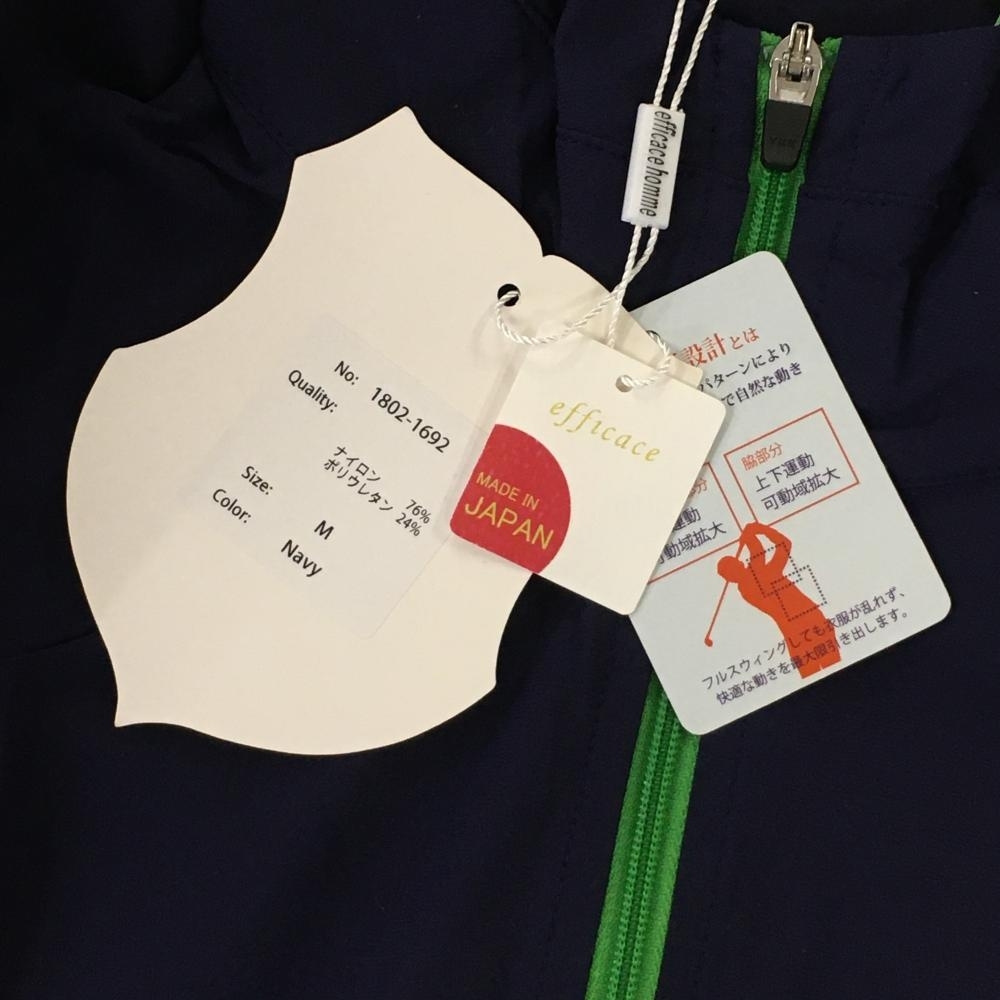 efficace homme
YKK
No: 1802-1692
Quality:
ナイロン 76%
ポリウレタン 24%
Size: M
Color: Navy
efficace
MADE IN
JAPAN
設計とは
パターンにより
で自然な動き
脇部分
上下運動
可動域拡大
分
運動
可動域拡大
フルスウィングしても衣服が乱れず、
快適な動きを最大限引き出します。